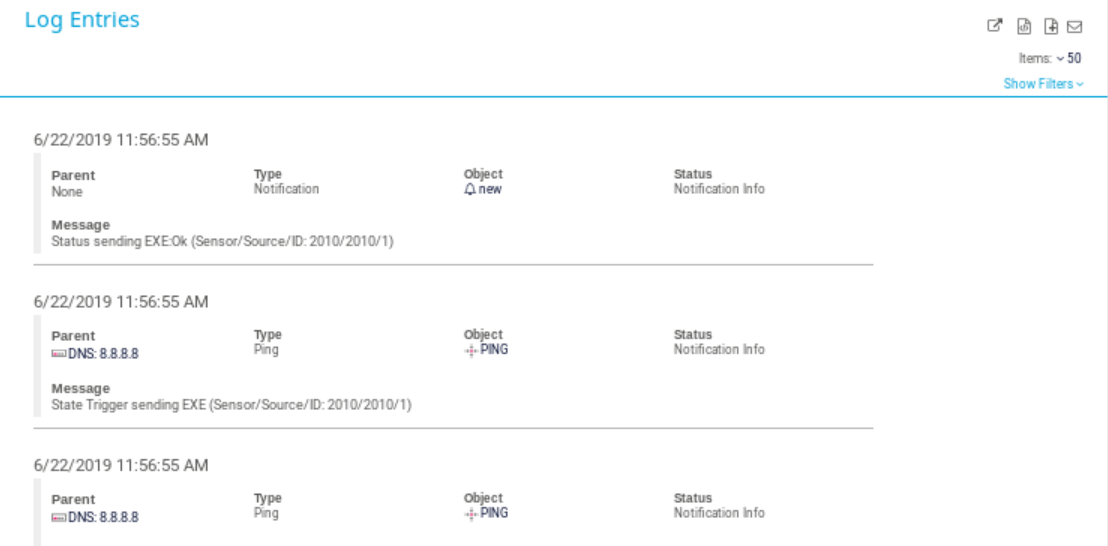 Log Entries
Items: 50
Show Filters
6/22/2019 11:56:55 AM
Parent Type Object Status
None Notification new Notification Info
Message
Status sending EXE:Ok (Sensor/Source/ID: 2010/2010/1)
6/22/2019 11:56:55 AM
Parent Type Object Status
DNS: 8.8.8.8 Ping PING Notification Info
Message
State Trigger sending EXE (Sensor/Source/ID: 2010/2010/1)
6/22/2019 11:56:55 AM
Parent Type Object Status
DNS: 8.8.8.8 Ping PING Notification Info